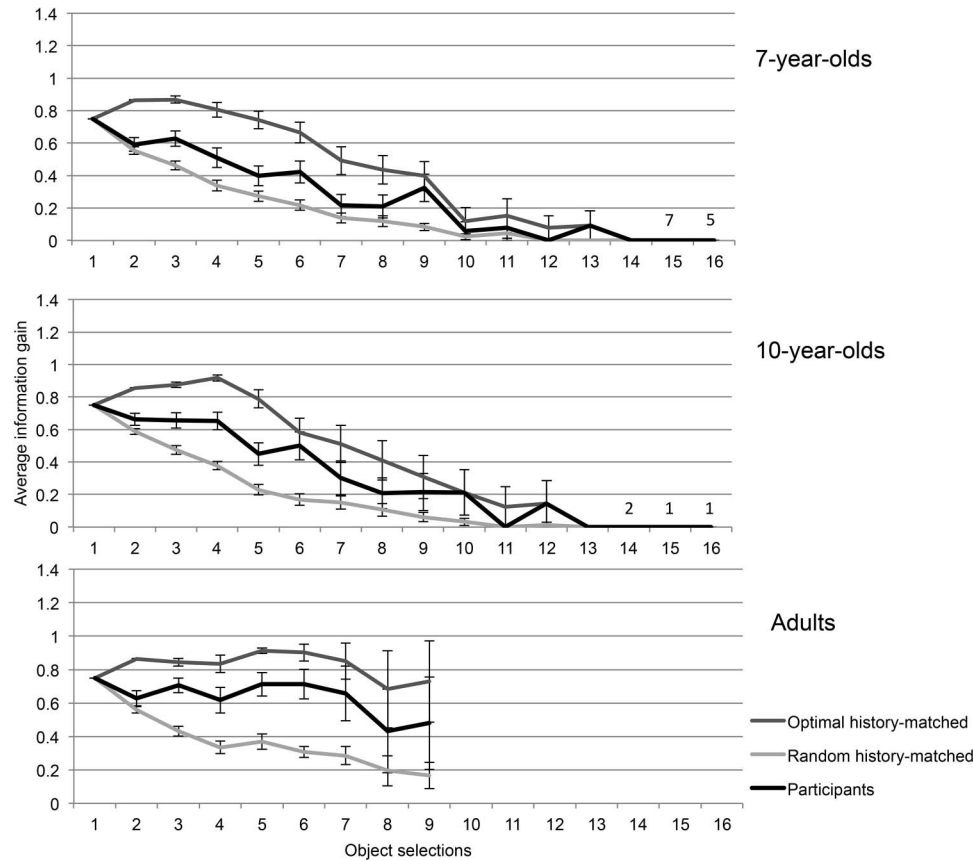 1.4
7-year-olds
1.2
1
0.8
0.6
0.4
0.2
7 5
0
1 2 3 4 5 6 7 8 9 10 11 12 13 14 15 16
1.4
10-year-olds
1.2
1
0.8
0.6
0.4
0.2
2 1 1
0
1 2 3 4 5 6 7 8 9 10 11 12 13 14 15 16
Average information gain
1.4
1.2
Adults
1
0.8
0.6
0.4
0.2
0
1 2 3 4 5 6 7 8 9 10 11 12 13 14 15 16
Object selections
Optimal history-matched
Random history-matched
Participants